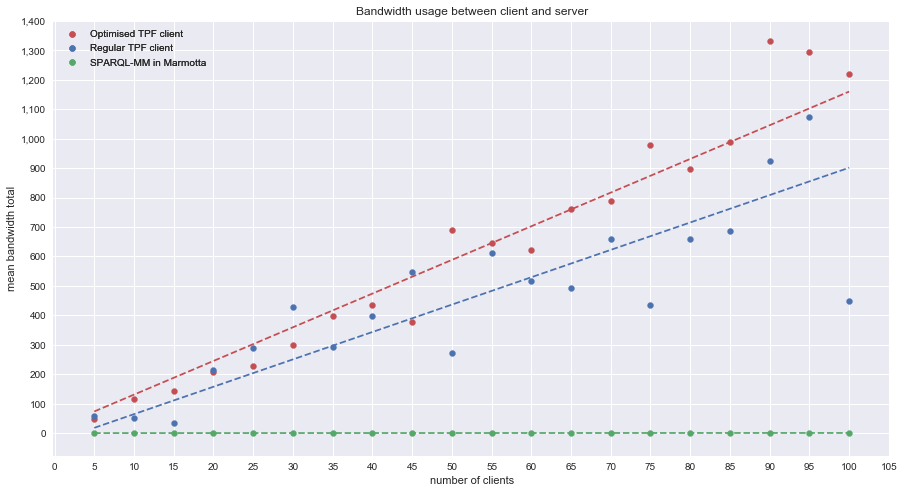 Bandwidth usage between client and server
1,400
1,300
1,200
1,100
1,000
900
800
700
600
500
400
300
200
100
0
mean bandwidth total
Optimised TPF client
Regular TPF client
SPARQL-MM in Marmotta
0 5 10 15 20 25 30 35 40 45 50 55 60 65 70 75 80 85 90 95 100 105
number of clients